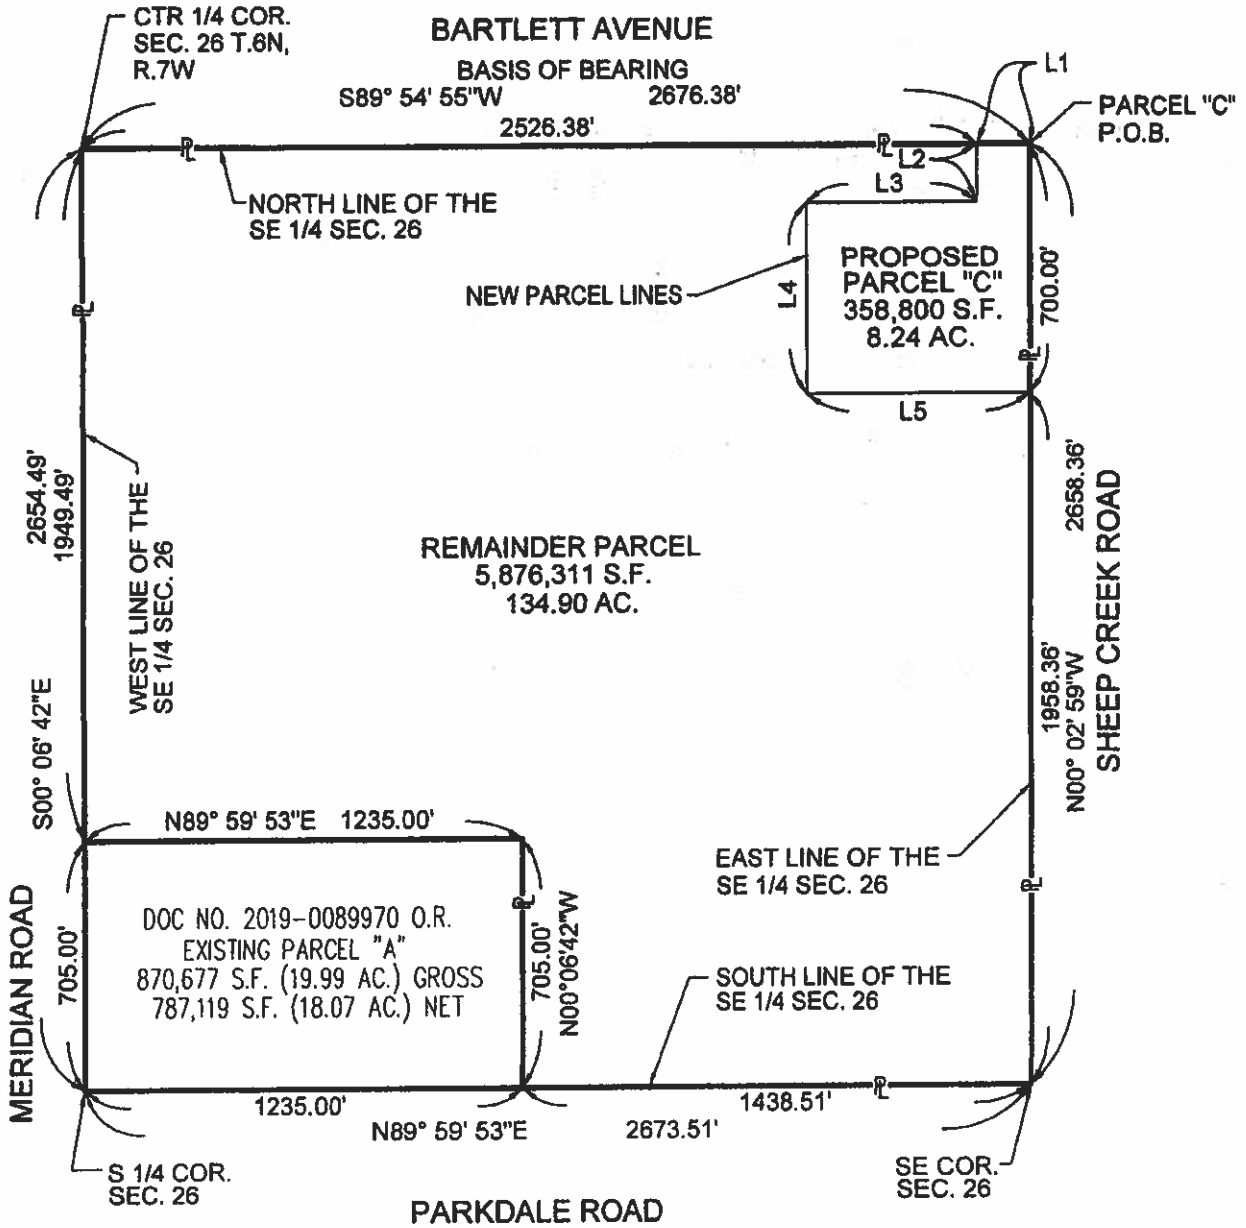 CTR 1/4 COR.
SEC. 26 T.6N,
R.7W
BARTLETT AVENUE
BASIS OF BEARING
S89° 54' 55"W 2676.38'
2526.38'
L1
PARCEL "C"
P.O.B.
PL
PL
L2
L3
NORTH LINE OF THE
SE 1/4 SEC. 26
NEW PARCEL LINES
L4
PROPOSED
PARCEL "C"
358,800 S.F.
8.24 AC.
700.00'
PL
PL
L5
2654.49'
1949.49'
WEST LINE OF THE
SE 1/4 SEC. 26
S00° 06' 42"E
REMAINDER PARCEL
5,876,311 S.F.
134.90 AC.
2658.36'
1958.36'
N00° 02' 59"W
SHEEP CREEK ROAD
N89° 59' 53"E 1235.00'
EAST LINE OF THE
SE 1/4 SEC. 26
PL
PL
MERIDIAN ROAD
705.00'
DOC NO. 2019-0089970 O.R.
EXISTING PARCEL "A"
870,677 S.F. (19.99 AC.) GROSS
787,119 S.F. (18.07 AC.) NET
705.00'
N00°06'42"W
SOUTH LINE OF THE
SE 1/4 SEC. 26
1235.00'
1438.51'
PL
N89° 59' 53"E 2673.51'
S 1/4 COR.
SEC. 26
SE COR.
SEC. 26
PARKDALE ROAD